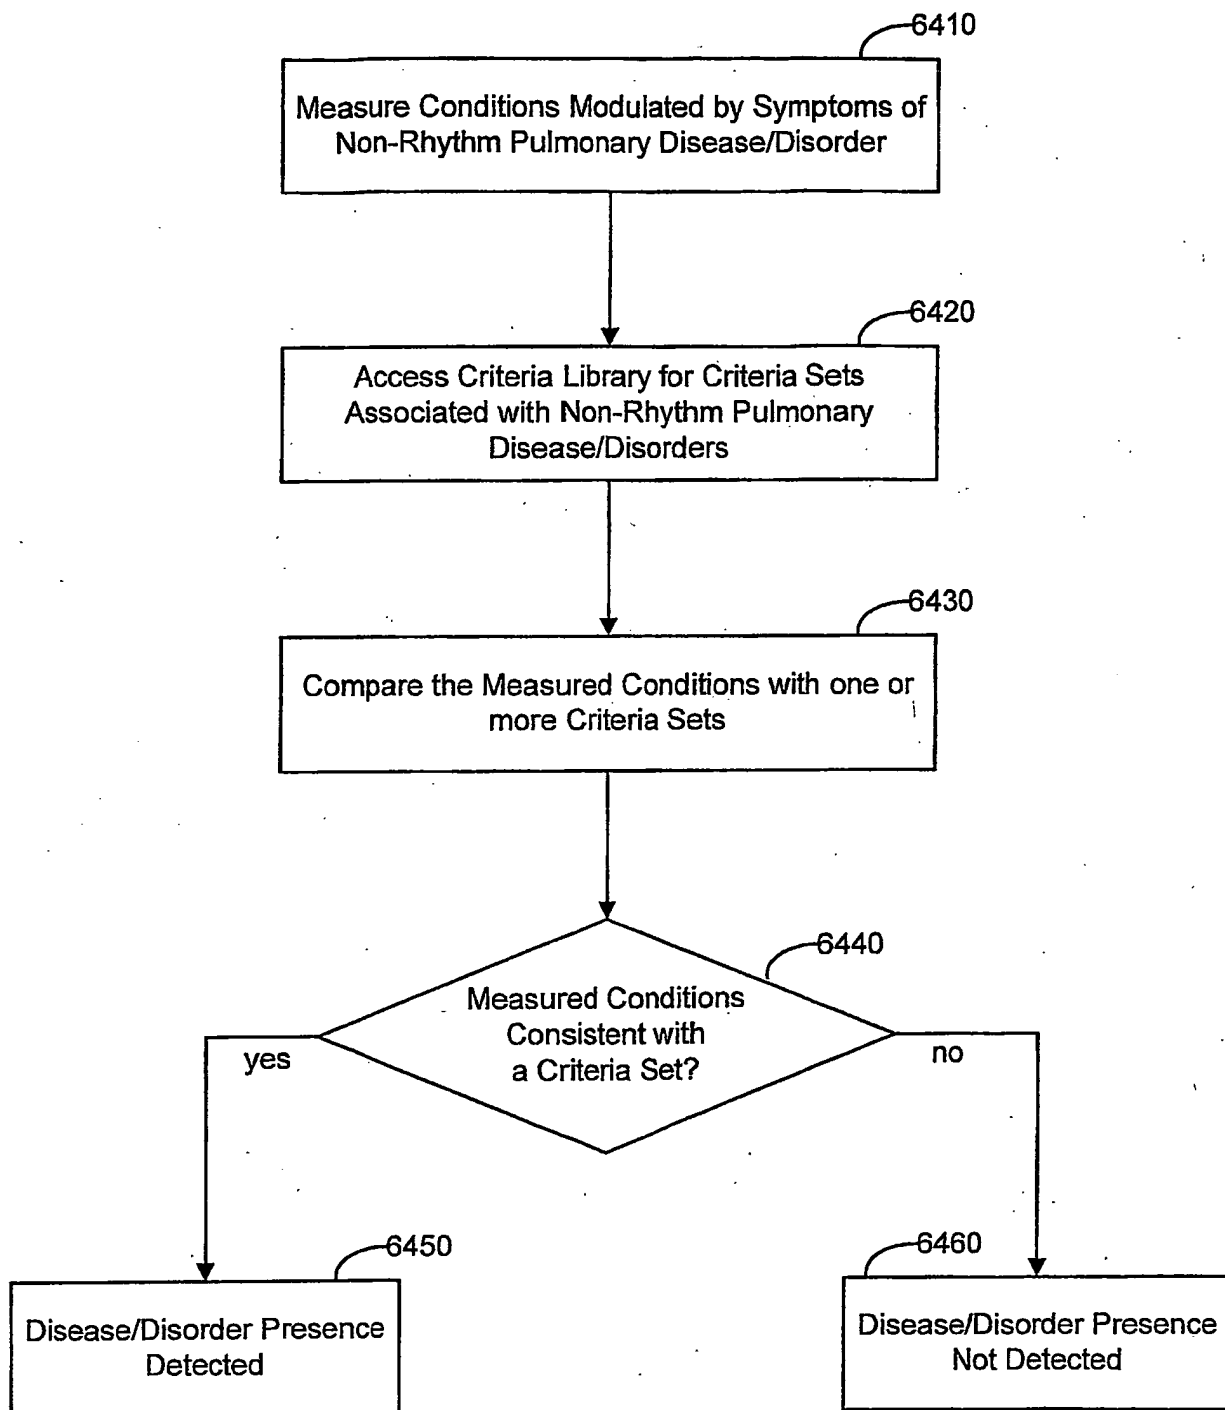 6410
Measure Conditions Modulated by Symptoms of
Non-Rhythm Pulmonary Disease/Disorder
6420
Access Criteria Library for Criteria Sets
Associated with Non-Rhythm Pulmonary
Disease/Disorders
6430
Compare the Measured Conditions with one or
more Criteria Sets
6440
Measured Conditions
Consistent with
a Criteria Set?
yes
no
6450
Disease/Disorder Presence
Detected
6460
Disease/Disorder Presence
Not Detected